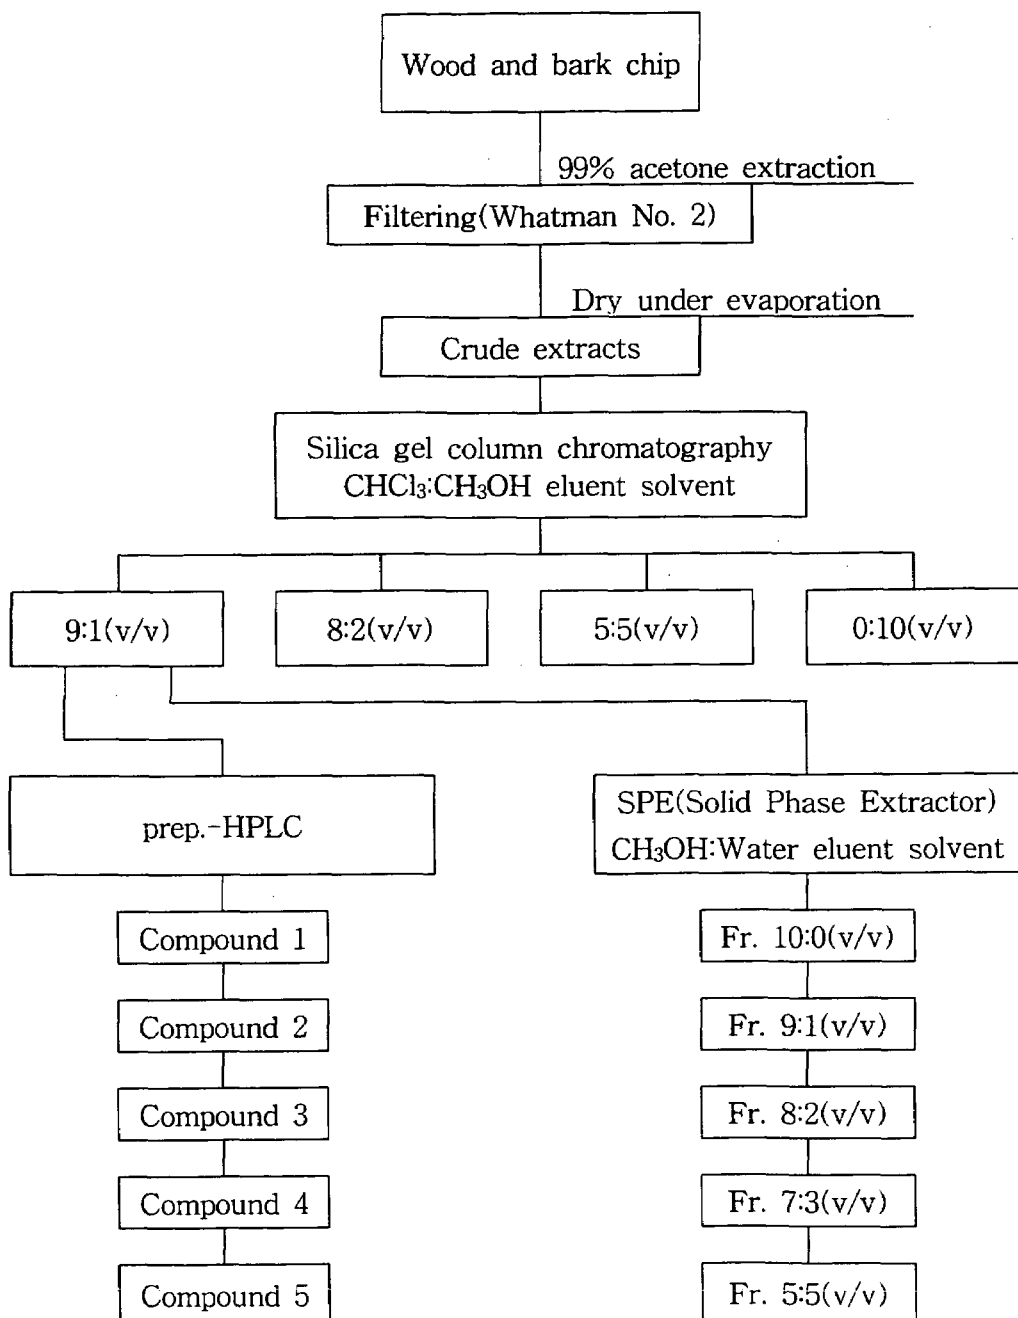 Wood and bark chip
99% acetone extraction
Filtering(Whatman No. 2)
Dry under evaporation
Crude extracts
Silica gel column chromatography
CHCl₃:CH₃OH eluent solvent
9:1(v/v)
8:2(v/v)
5:5(v/v)
0:10(v/v)
prep.-HPLC
SPE(Solid Phase Extractor)
CH₃OH:Water eluent solvent
Compound 1
Compound 2
Compound 3
Compound 4
Compound 5
Fr. 10:0(v/v)
Fr. 9:1(v/v)
Fr. 8:2(v/v)
Fr. 7:3(v/v)
Fr. 5:5(v/v)